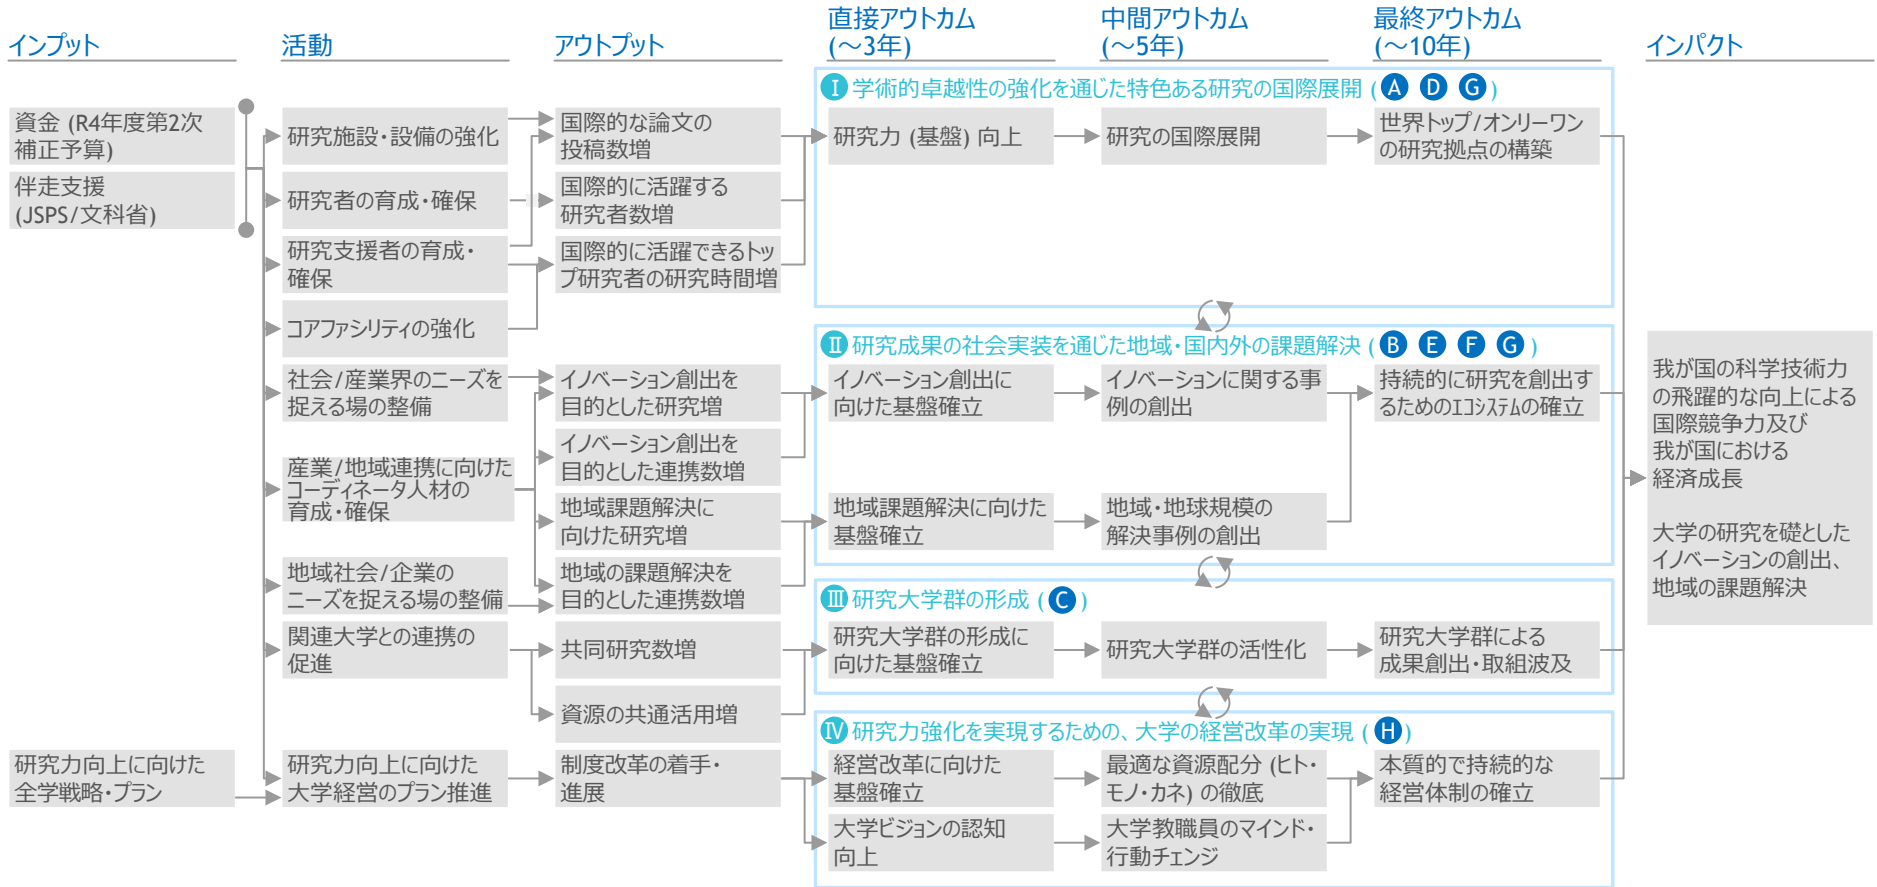 インプット
活動
アウトプット
直接アウトカム
(～3年)
中間アウトカム
(～5年)
最終アウトカム
(～10年)
インパクト
資金 (R4年度第2次
補正予算)
伴走支援
(JSPS/文科省)
研究力向上に向けた
全学戦略・プラン
研究施設・設備の強化
研究者の育成・確保
研究支援者の育成・
確保
コアファシリティの強化
社会/産業界のニーズを
捉える場の整備
産業/地域連携に向けた
コーディネータ人材の
育成・確保
地域社会/企業の
ニーズを捉える場の整備
関連大学との連携の
促進
研究力向上に向けた
大学経営のプラン推進
国際的な論文の
投稿数増
国際的に活躍する
研究者数増
国際的に活躍できるトッ
プ研究者の研究時間増
イノベーション創出を
目的とした研究増
イノベーション創出を
目的とした連携数増
地域課題解決に
向けた研究増
地域の課題解決を
目的とした連携数増
共同研究数増
資源の共通活用増
制度改革の着手・
進展
Ⅰ 学術的卓越性の強化を通じた特色ある研究の国際展開 ( A D G )
研究力 (基盤) 向上
研究の国際展開
世界トップ/オンリーワン
の研究拠点の構築
Ⅱ 研究成果の社会実装を通じた地域・国内外の課題解決 ( B E F G )
イノベーション創出に
向けた基盤確立
イノベーションに関する事
例の創出
持続的に研究を創出す
るためのエコシステムの確立
地域課題解決に向けた
基盤確立
地域・地球規模の
解決事例の創出
Ⅲ 研究大学群の形成 ( C )
研究大学群の形成に
向けた基盤確立
研究大学群の活性化
研究大学群による
成果創出・取組波及
Ⅳ 研究力強化を実現するための、大学の経営改革の実現 ( H )
経営改革に向けた
基盤確立
最適な資源配分 (ヒト・
モノ・カネ) の徹底
本質的で持続的な
経営体制の確立
大学ビジョンの認知
向上
大学教職員のマインド・
行動チェンジ
我が国の科学技術力
の飛躍的な向上による
国際競争力及び
我が国における
経済成長
大学の研究を礎とした
イノベーションの創出、
地域の課題解決